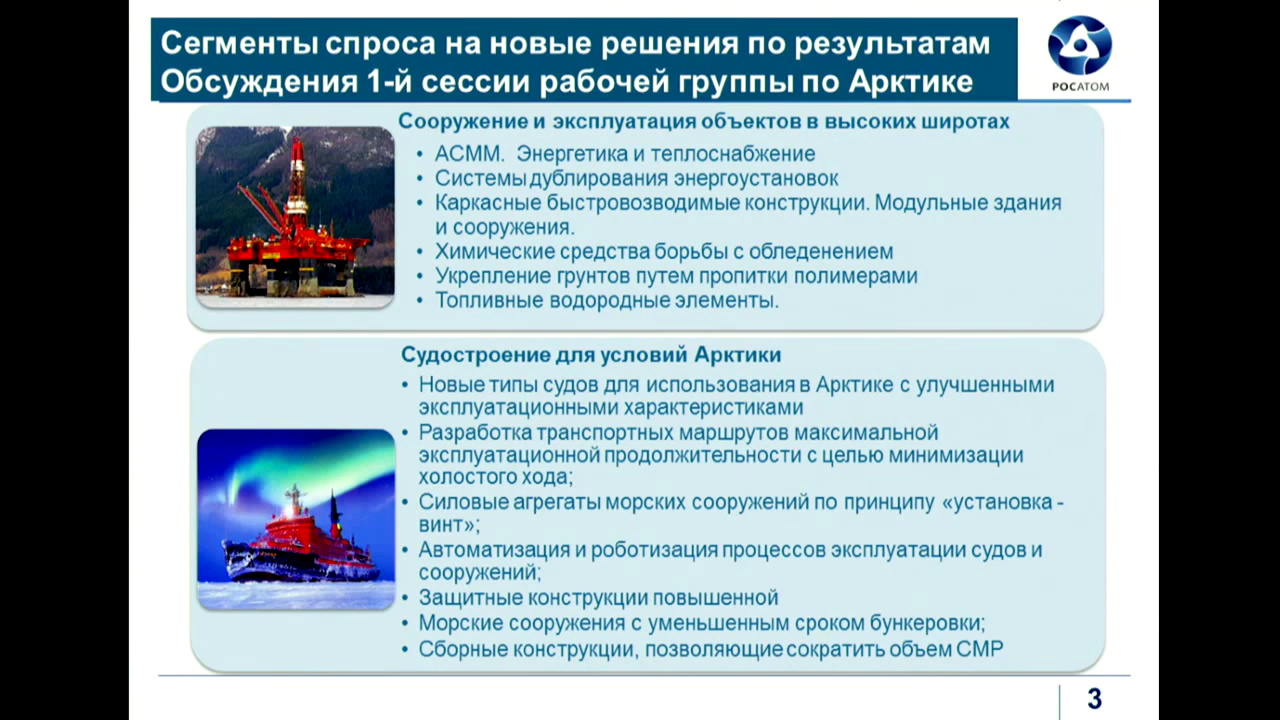 Сегменты спроса на новые решения по результатам
Обсуждения 1-й сессии рабочей группы по Арктике
РОСАТОМ
Сооружение и эксплуатация объектов в высоких широтах
• АСММ. Энергетика и теплоснабжение
• Системы дублирования энергоустановок
• Каркасные быстровозводимые конструкции. Модульные здания
и сооружения.
• Химические средства борьбы с обледенением
• Укрепление грунтов путем пропитки полимерами
• Топливные водородные элементы.
Судостроение для условий Арктики
• Новые типы судов для использования в Арктике с улучшенными
эксплуатационными характеристиками
• Разработка транспортных маршрутов максимальной
эксплуатационной продолжительности с целью минимизации
холостого хода;
• Силовые агрегаты морских сооружений по принципу «установка -
винт»;
• Автоматизация и роботизация процессов эксплуатации судов и
сооружений;
• Защитные конструкции повышенной
• Морские сооружения с уменьшенным сроком бункеровки;
• Сборные конструкции, позволяющие сократить объем СМР
3